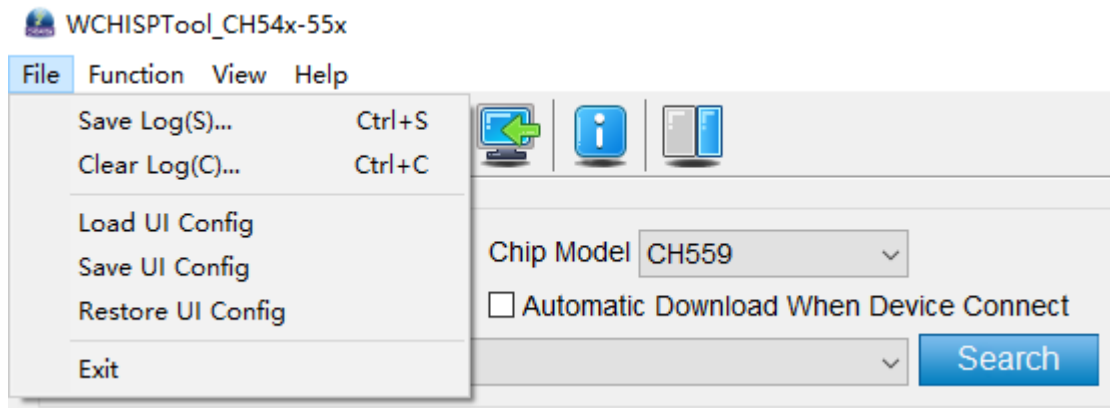 WCHISPTool_CH54x-55x
File Function View Help
Save Log(S)... Ctrl+S
Clear Log(C)... Ctrl+C
Load UI Config
Save UI Config
Restore UI Config
Exit
Chip Model CH559
Automatic Download When Device Connect
Search